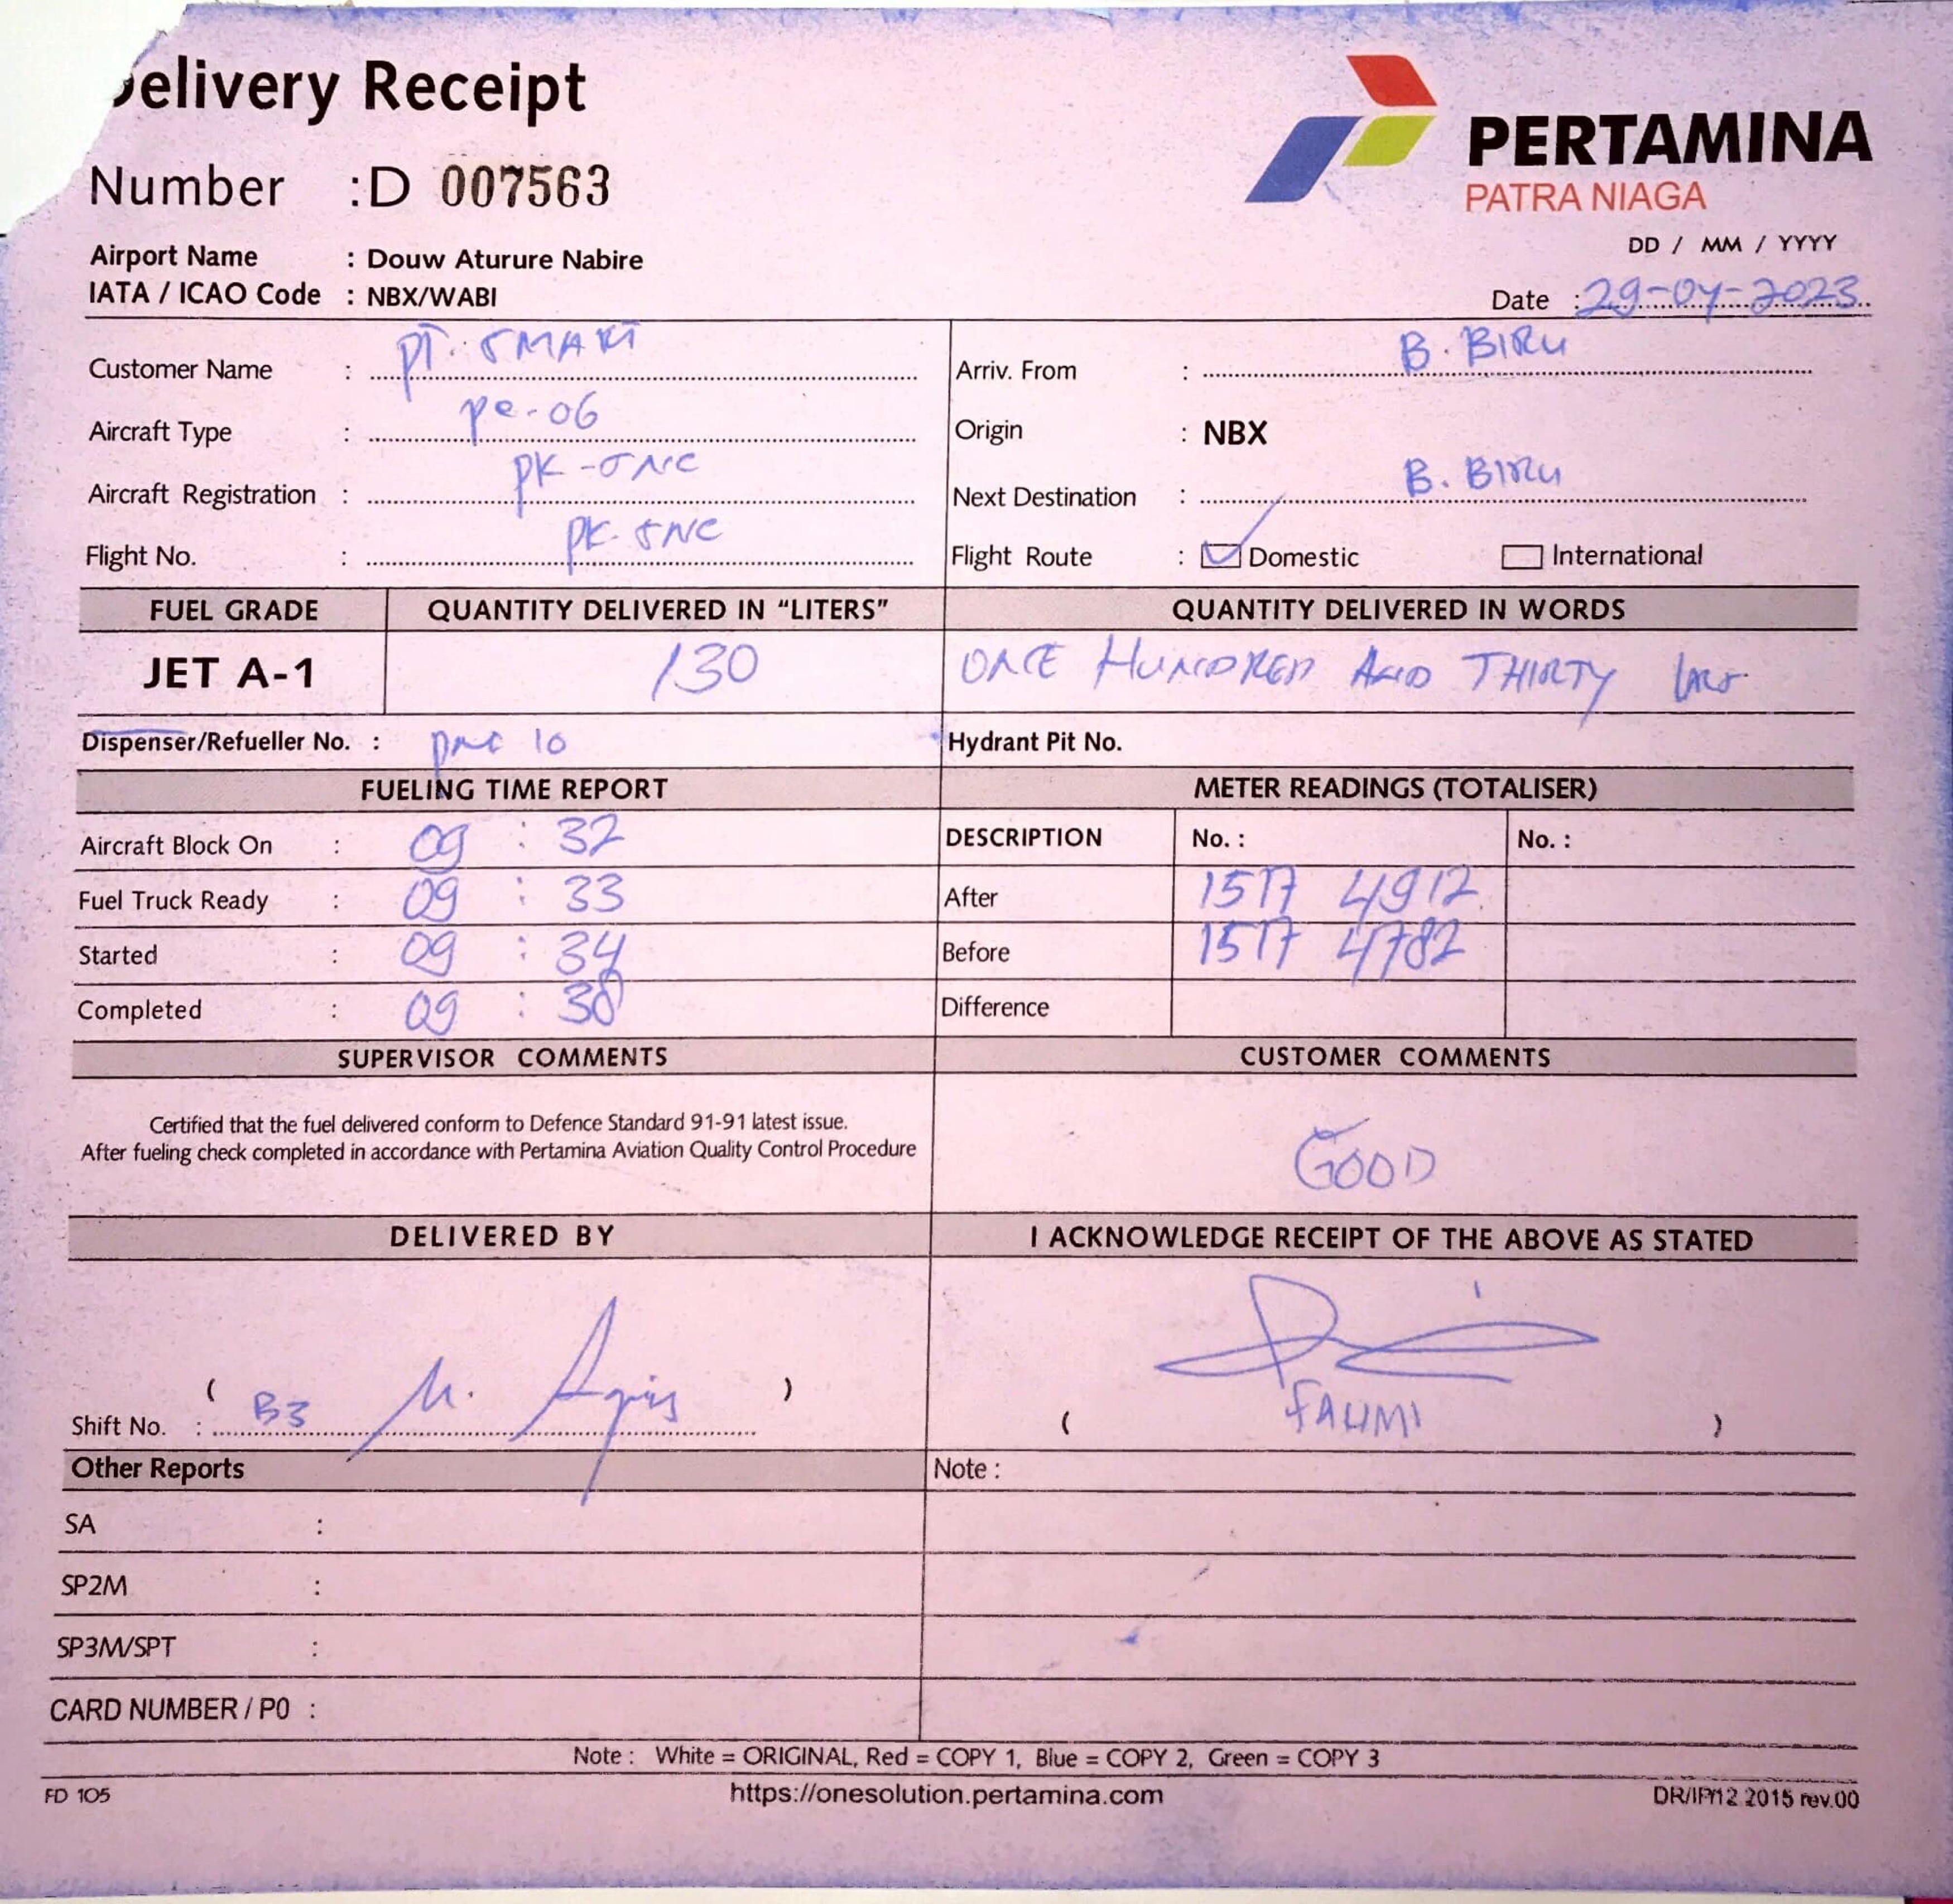 elivery Receipt
PERTAMINA
PATRA NIAGA
Number :D 007563
DD / MM / YYYY
Airport Name : Douw Aturure Nabire
IATA / ICAO Code : NBX/WABI
Date : 29-04-2023
Customer Name : PT. SMART
Arriv. From : B. BIRU
Aircraft Type : pc-06
Origin : NBX
Aircraft Registration : PK-SNC
Next Destination : B. BIRU
Flight No. : PK-SNC
Flight Route : Domestic International
FUEL GRADE QUANTITY DELIVERED IN "LITERS" QUANTITY DELIVERED IN WORDS
JET A-1 130 ONE HUNDRED AND THIRTY
Dispenser/Refueller No. : 10
Hydrant Pit No.
FUELING TIME REPORT METER READINGS (TOTALISER)
Aircraft Block On : 09 : 32 DESCRIPTION No. : No. :
Fuel Truck Ready : 09 : 33 After 1517 4912
Started : 09 : 34 Before 1517 4782
Completed : 09 : 38 Difference
SUPERVISOR COMMENTS CUSTOMER COMMENTS
Certified that the fuel delivered conform to Defence Standard 91-91 latest issue.
After fueling check completed in accordance with Pertamina Aviation Quality Control Procedure
GOOD
DELIVERED BY I ACKNOWLEDGE RECEIPT OF THE ABOVE AS STATED
( )
Shift No. : B3 M. Agus
( FAHMI )
Other Reports Note :
SA :
SP2M :
SP3M/SPT :
CARD NUMBER / PO :
Note : White = ORIGINAL, Red = COPY 1, Blue = COPY 2, Green = COPY 3
FD 105 https://onesolution.pertamina.com 2015 rev.00